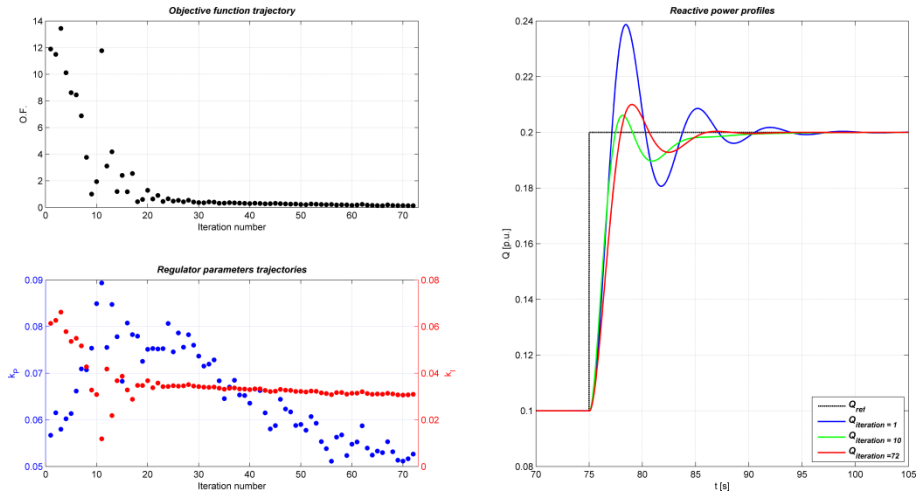 Objective function trajectory
14
12
10
8
6
4
2
0
O.F.
0 10 20 30 40 50 60 70
Iteration number
Regulator parameters trajectories
0.09
0.08
0.07
0.06
0.05
k_p
0.08
0.06
0.04
0.02
0
k_i
0 10 20 30 40 50 60 70
Iteration number
Reactive power profiles
0.24
0.22
0.2
0.18
0.16
0.14
0.12
0.1
0.08
Q [p.u.]
70 75 80 85 90 95 100 105
t [s]
Q_ref
Q_iteration = 1
Q_iteration = 10
Q_iteration =72